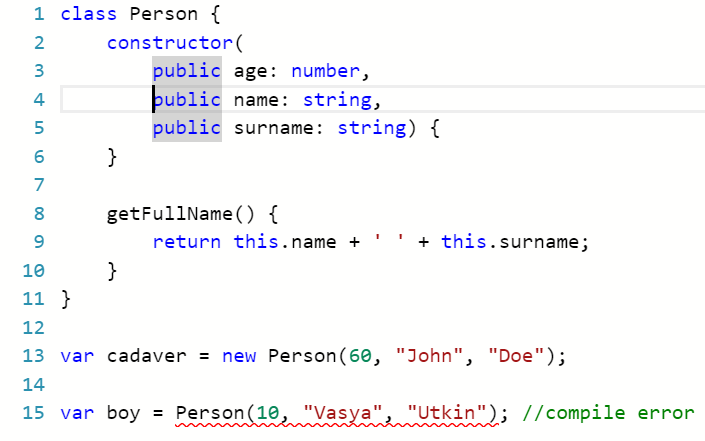 1 class Person {
2     constructor(
3         public age: number,
4         public name: string,
5         public surname: string) {
6     }
7
8     getFullName() {
9         return this.name + ' ' + this.surname;
10     }
11 }
12
13 var cadaver = new Person(60, "John", "Doe");
14
15 var boy = Person(10, "Vasya", "Utkin"); //compile error